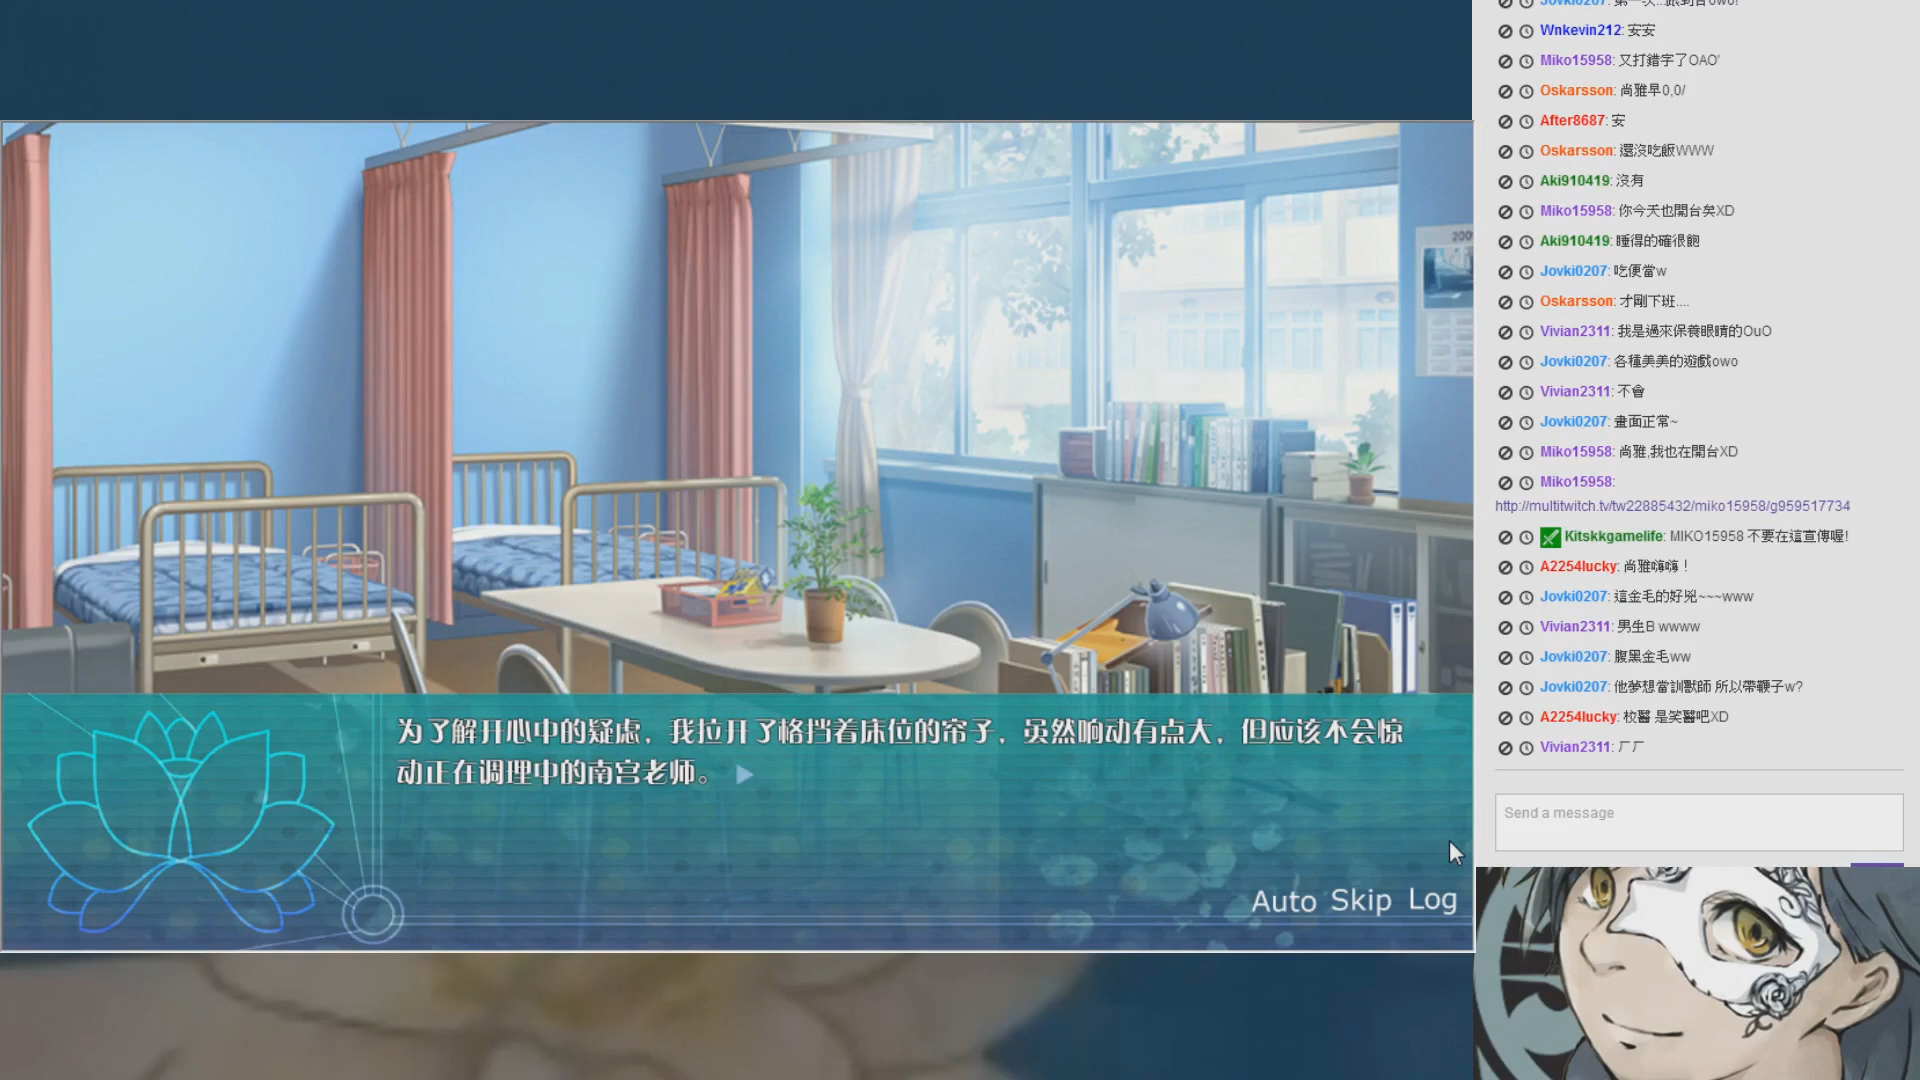 为了解开心中的疑虑，我拉开了格挡着床位的帘子，虽然响动有点大，但应该不会惊
动正在调理中的南宫老师。
Auto Skip Log
Wnkevin212: 安安
Miko15958: 又打錯字了OAO'
Oskarsson: 尚雅早0,0/
After8687: 安
Oskarsson: 還沒吃飯WWW
Aki910419: 沒有
Miko15958: 你今天也開台矣XD
Aki910419: 睡得的確很飽
Jovki0207: 吃便當w
Oskarsson: 才剛下班....
Vivian2311: 我是過來保養眼睛的OuO
Jovki0207: 各種美美的遊戲owo
Vivian2311: 不會
Jovki0207: 畫面正常~
Miko15958: 尚雅,我也在開台XD
Miko15958:
http://multitwitch.tv/tw22885432/miko15958/g959517734
Kitskkgamelife: MIKO15958 不要在這宣傳喔!
A2254lucky: 尚雅嗨嗨！
Jovki0207: 這金毛的好兇~~~www
Vivian2311: 男生B wwww
Jovki0207: 腹黑金毛ww
Jovki0207: 他夢想當訓獸師 所以帶鞭子w?
A2254lucky: 校醫 是笑醫吧XD
Vivian2311: ㄏㄏ
Send a message